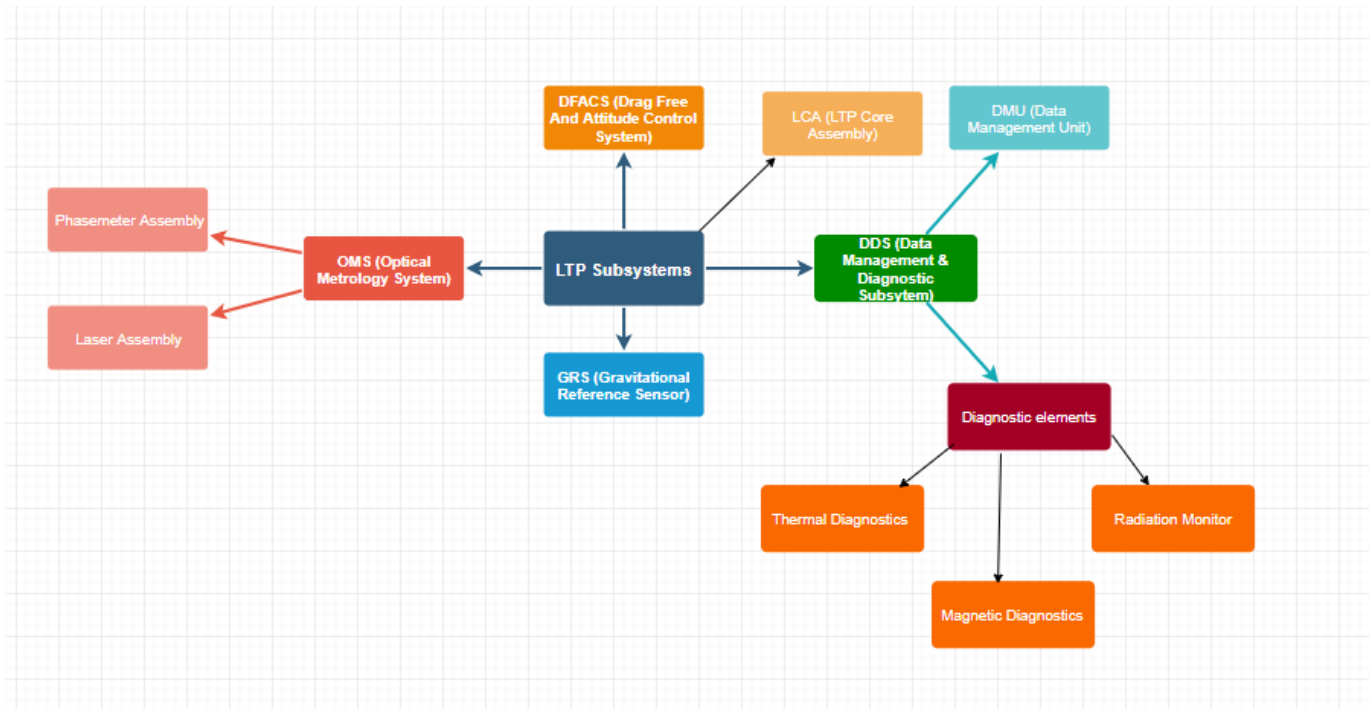 DFACS (Drag Free
And Attitude Control
System)
LCA (LTP Core
Assembly)
DMU (Data
Management Unit)
Phasemeter Assembly
OMS (Optical
Metrology System)
LTP Subsystems
DDS (Data
Management &
Diagnostic
Subsytem)
Laser Assembly
GRS (Gravitational
Reference Sensor)
Diagnostic elements
Thermal Diagnostics
Radiation Monitor
Magnetic Diagnostics